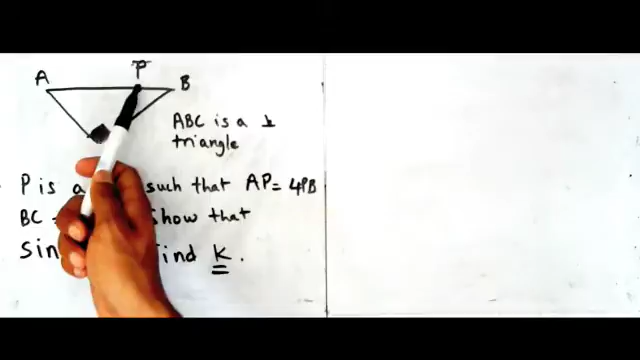 P
A
B
ABC is a
triangle
P is a such that AP = 4PB
BC = Show that
Sin find k.